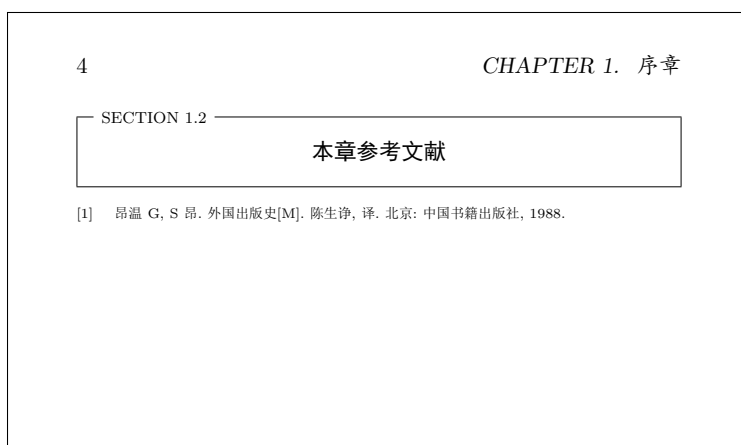 4 CHAPTER 1. 序章
SECTION 1.2
本章参考文献
[1] 昂温 G, S 昂. 外国出版史[M]. 陈生诤, 译. 北京: 中国书籍出版社, 1988.